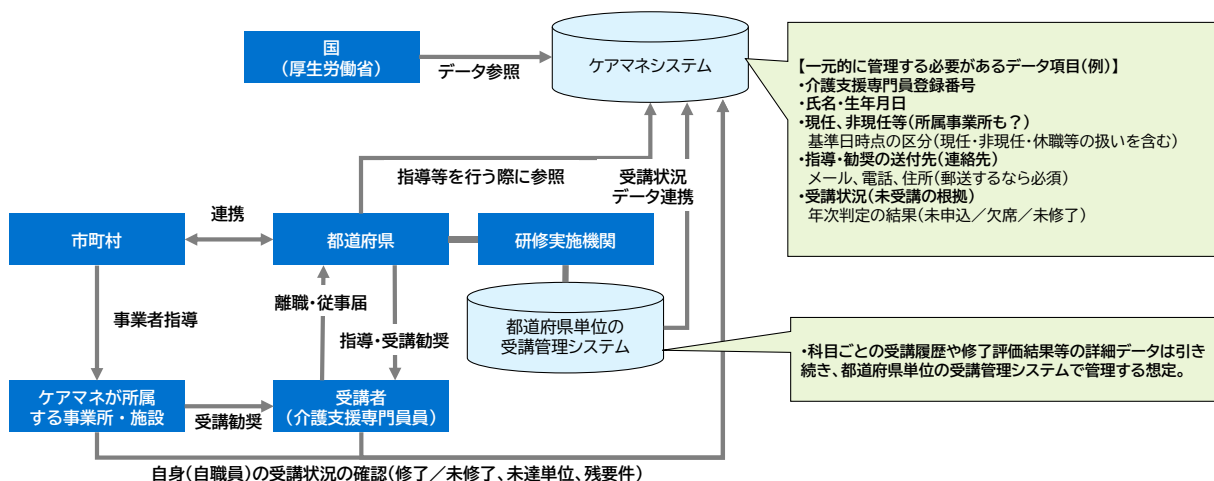 国
（厚生労働省）
データ参照
ケアマネシステム
【一元的に管理する必要があるデータ項目(例)】
・介護支援専門員登録番号
・氏名・生年月日
・現任、非現任等(所属事業所も？)
基準日時点の区分(現任・非現任・休職等の扱いを含む)
・指導・勧奨の送付先(連絡先)
メール、電話、住所(郵送するなら必須)
・受講状況(未受講の根拠)
年次判定の結果(未申込／欠席／未修了)
指導等を行う際に参照
受講状況
データ連携
連携
市町村
都道府県
研修実施機関
離職・従事届
事業者指導
指導・受講勧奨
都道府県単位の
受講管理システム
・科目ごとの受講履歴や修了評価結果等の詳細データは引き
続き、都道府県単位の受講管理システムで管理する想定。
ケアマネが所属
する事業所・施設
受講勧奨
受講者
（介護支援専門員員）
自身(自職員)の受講状況の確認(修了／未修了、未達単位、残要件)